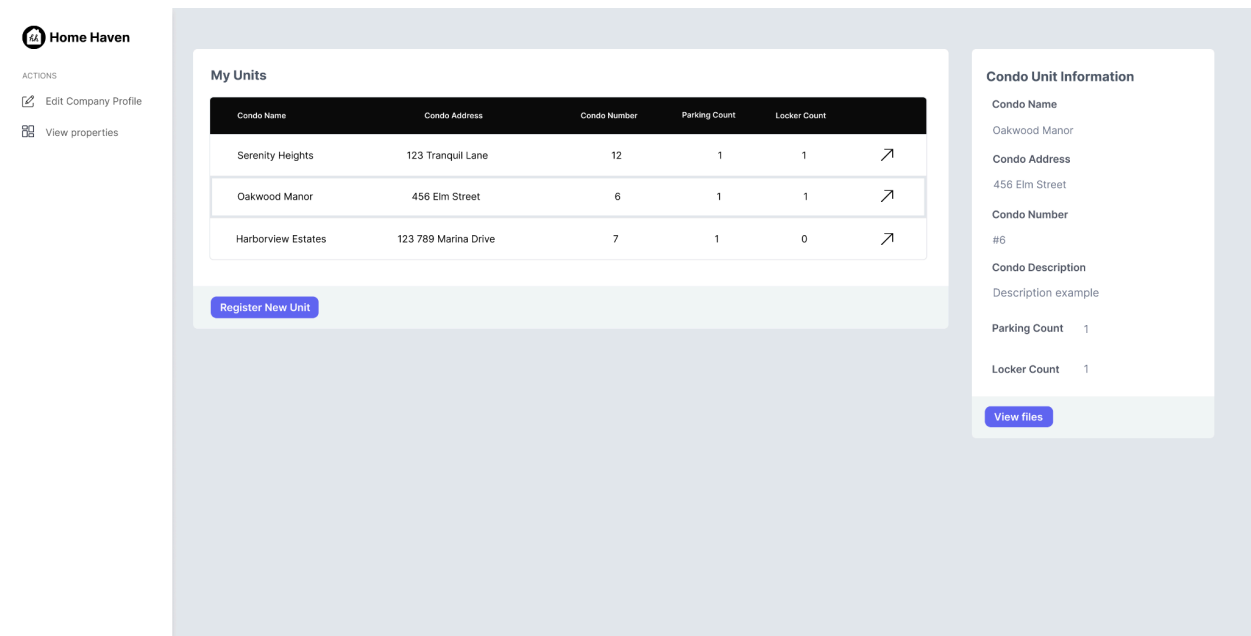 hh Home Haven
ACTIONS
Edit Company Profile
View properties
My Units
Condo Name Condo Address Condo Number Parking Count Locker Count
Serenity Heights 123 Tranquil Lane 12 1 1
Oakwood Manor 456 Elm Street 6 1 1
Harborview Estates 123 789 Marina Drive 7 1 0
Register New Unit
Condo Unit Information
Condo Name
Oakwood Manor
Condo Address
456 Elm Street
Condo Number
#6
Condo Description
Description example
Parking Count 1
Locker Count 1
View files